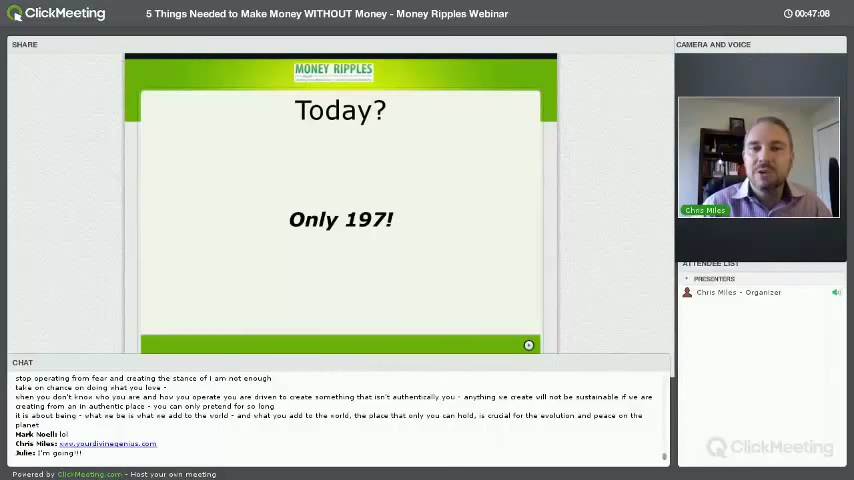 ClickMeeting
5 Things Needed to Make Money WITHOUT Money - Money Ripples Webinar
00:47:08
SHARE
CAMERA AND VOICE
MONEY RIPPLES
Today?
Only 197!
Chris Miles
ATTENDEE LIST
PRESENTERS
Chris Miles - Organizer
CHAT
stop operating from fear and creating the stance of I am not enough
take on chance on doing what you love -
when you don't know who you are and how you operate you are driven to create something that isn't authentically you - anything we create will not be sustainable if we are
creating from an in authentic place - you can only pretend for so long
it is about being - what we be is what we add to the world - and what you add to the world, the place that only you can hold, is crucial for the evolution and peace on the
planet
Mark Noell: lol
Chris Miles: www.yourdivinegenius.com
Julie: I'm going!!!
ClickMeeting
Powered by ClickMeeting.com - Host your own meeting